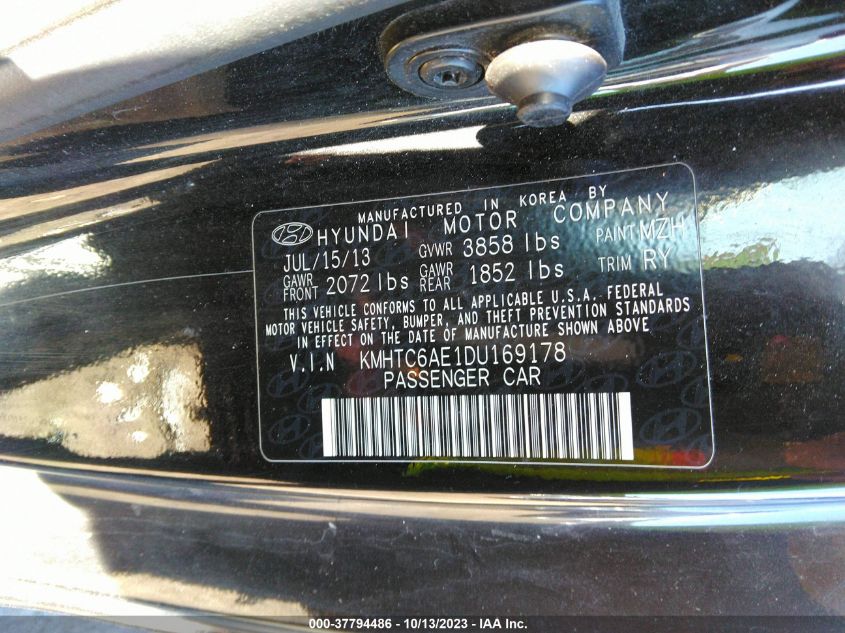 MANUFACTURED IN KOREA BY
HYUNDAI MOTOR COMPANY
JUL/15/13 GVWR 3858 lbs PAINT MZH
GAWR FRONT 2072 lbs GAWR REAR 1852 lbs TRIM RY
THIS VEHICLE CONFORMS TO ALL APPLICABLE U.S.A. FEDERAL
MOTOR VEHICLE SAFETY, BUMPER, AND THEFT PREVENTION STANDARDS
IN EFFECT ON THE DATE OF MANUFACTURE SHOWN ABOVE
V.I.N KMHTC6AE1DU169178
PASSENGER CAR
000-37794486 - 10/13/2023 - IAA Inc.